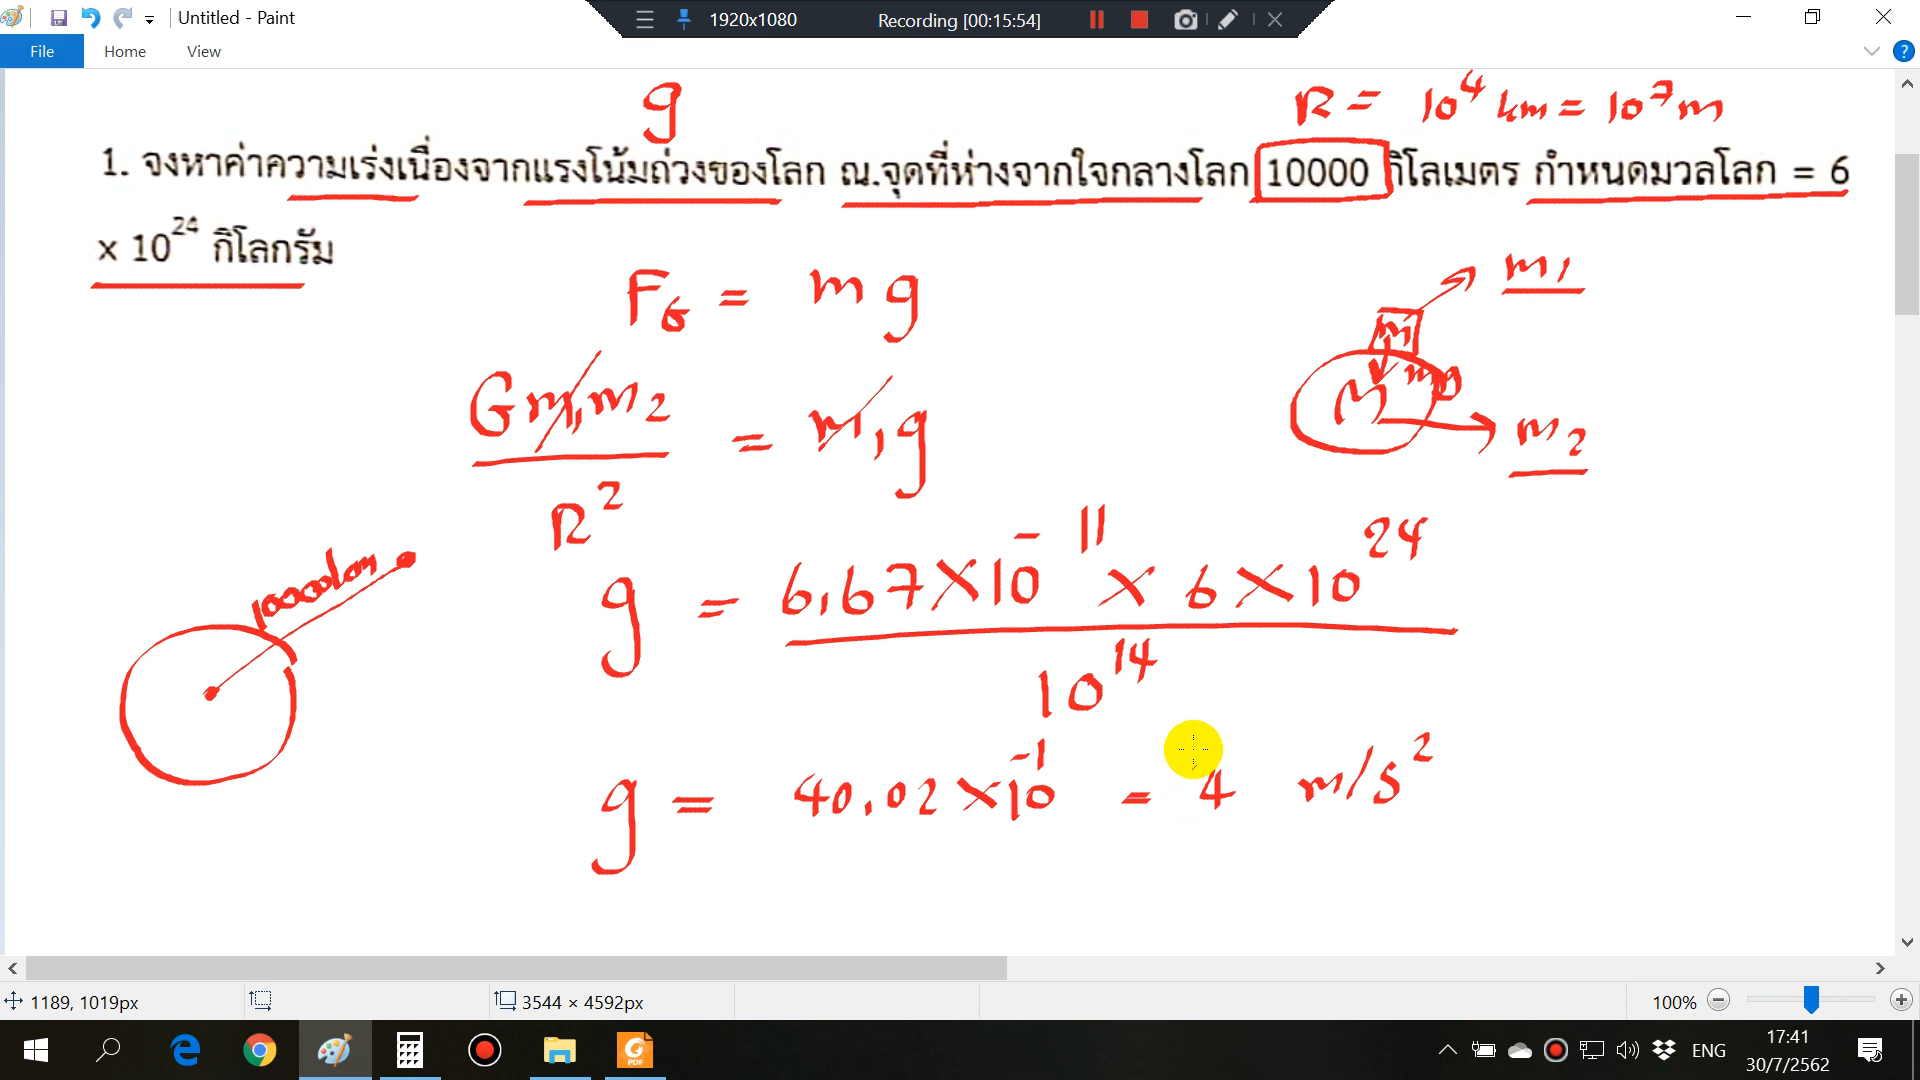 Untitled - Paint
1920x1080
Recording [00:15:54]
File
Home
View
g
R = 10⁴ km = 10⁷ m
1. จงหาค่าความเร่งเนื่องจากแรงโน้มถ่วงของโลก ณ.จุดที่ห่างจากใจกลางโลก 10000 กิโลเมตร กำหนดมวลโลก = 6
x 10²⁴ กิโลกรัม
F_G = mg
m₁
m
mg
M
m₂
Gm₁m₂ = m₁g
R²
10000km
g = 6.67×10⁻¹¹ × 6×10²⁴
10¹⁴
g = 40.02×10⁻¹ = 4 m/s²
1189, 1019px
3544 × 4592px
100%
PDF
ENG
17:41
30/7/2562